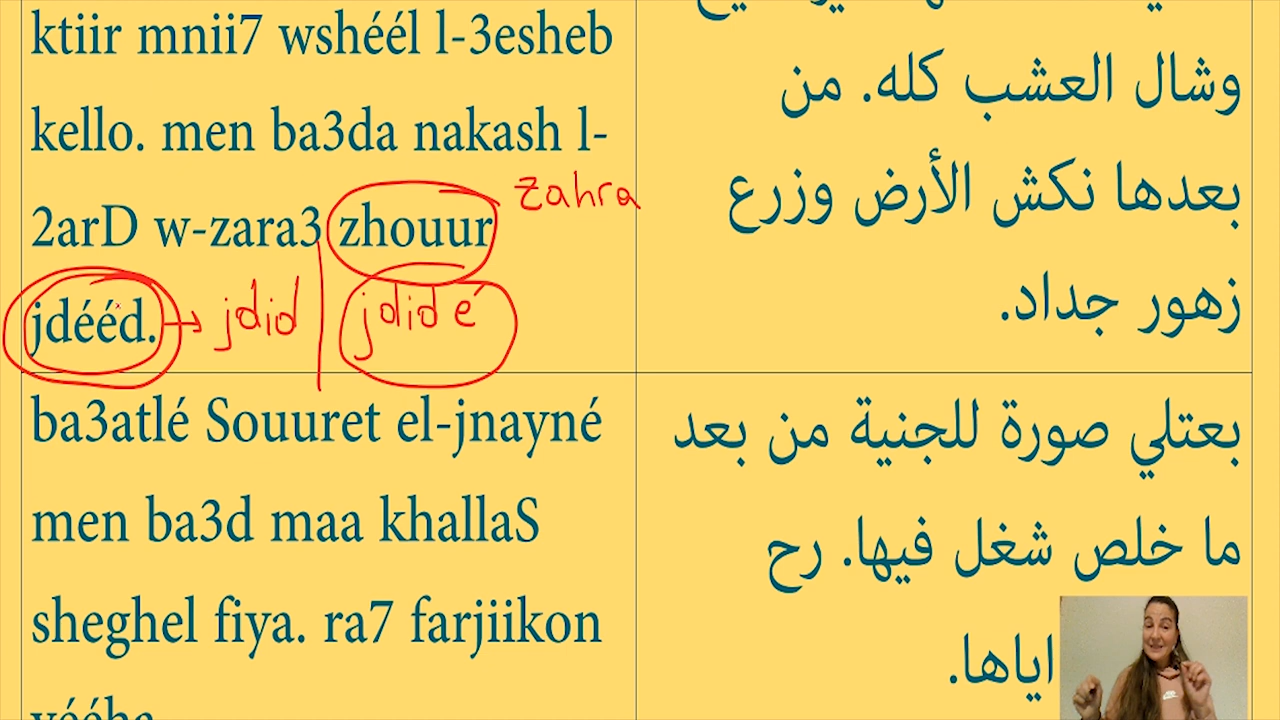 ktiir mnii7 wshéél l-3esheb
kello. men ba3da nakash l-
2arD w-zara3 zhouur
zahra
jdééd.
jdid
jdidé
ba3atlé Souuret el-jnayné
men ba3d maa khallaS
sheghel fiya. ra7 farjiikon
وشال العشب كله. من
بعدها نكش الأرض وزرع
زهور جداد.
بعتلي صورة للجنية من بعد
ما خلص شغل فيها. رح
اياها.